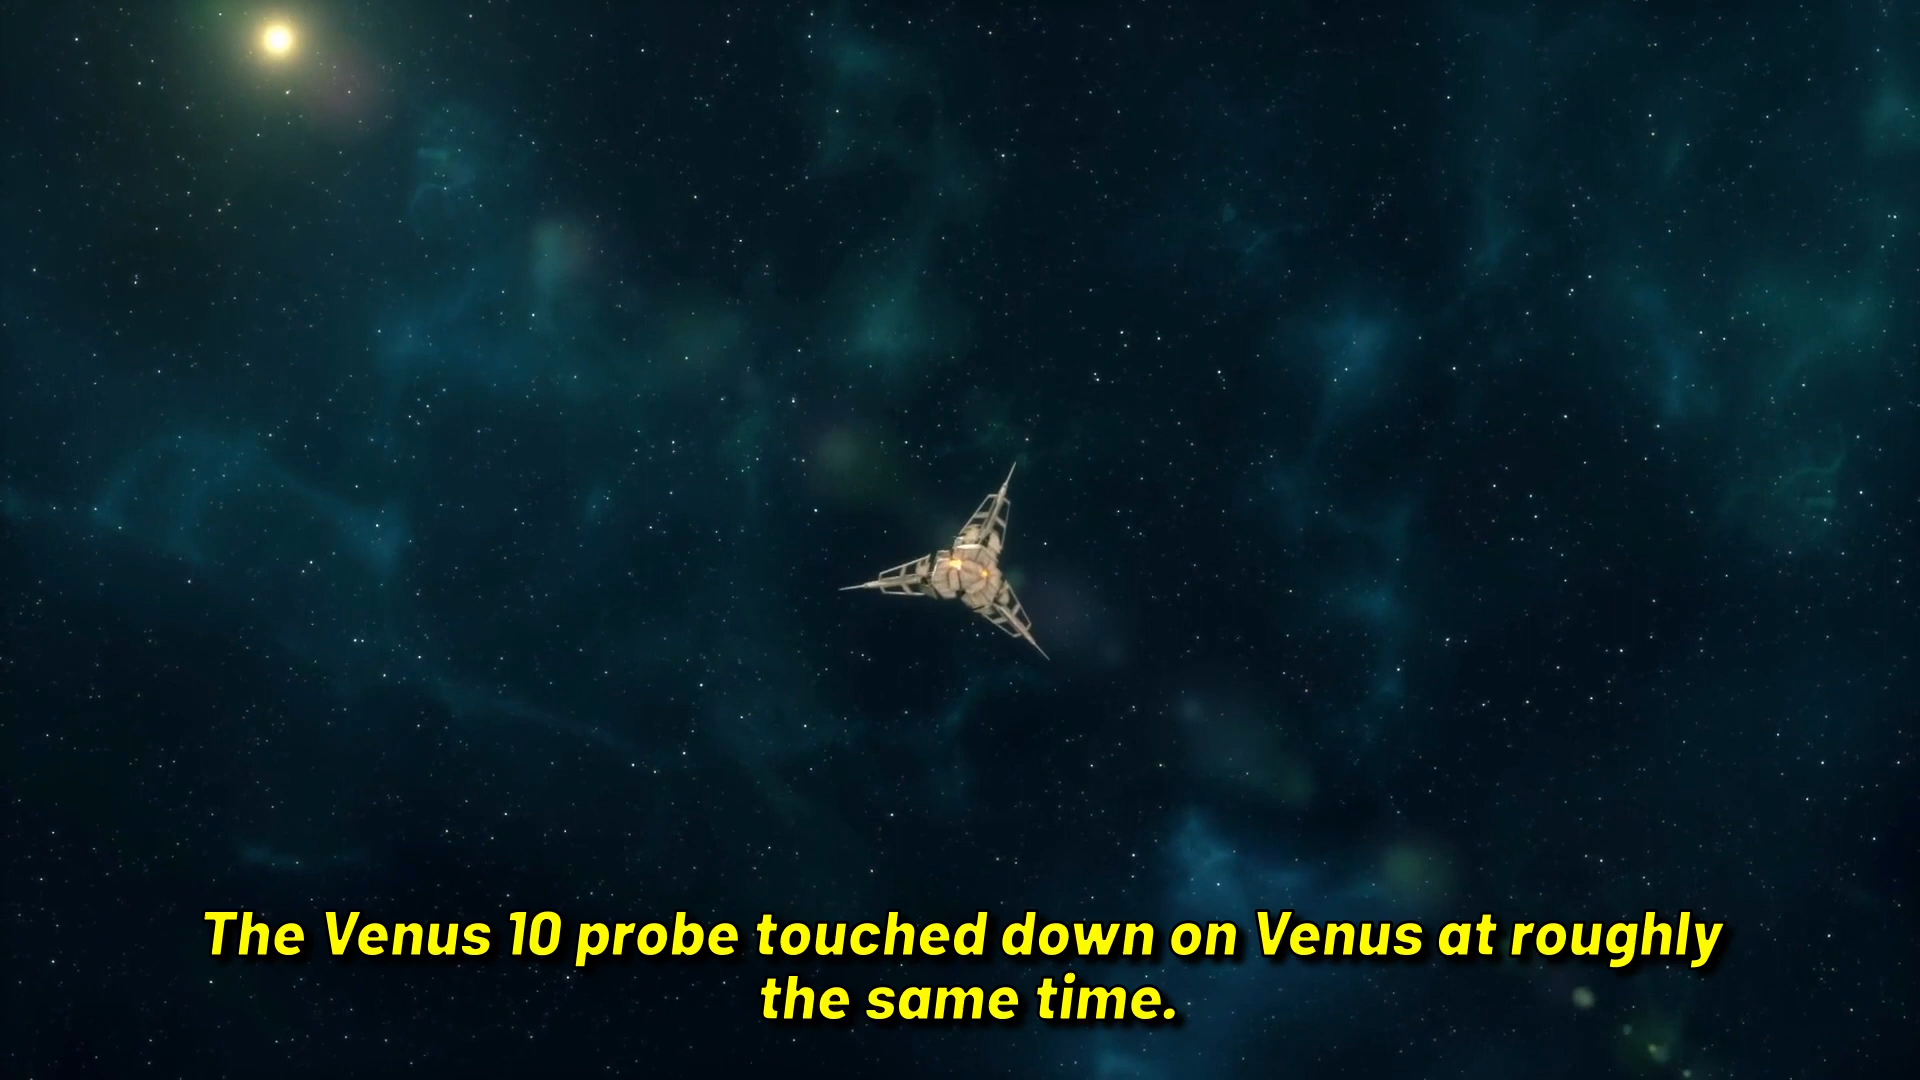 The Venus 10 probe touched down on Venus at roughly
the same time.